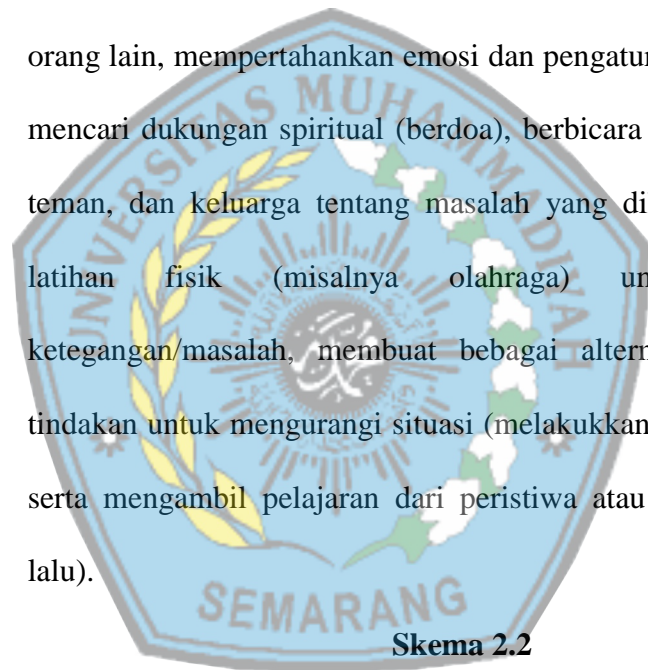 orang lain, mempertahankan emosi dan pengatur
mencari dukungan spiritual (berdoa), berbicara
teman, dan keluarga tentang masalah yang di
latihan fisik (misalnya olahraga) un
ketegangan/masalah, membuat bebagai altern
tindakan untuk mengurangi situasi (melakukkan
serta mengambil pelajaran dari peristiwa atau
lalu).
Skema 2.2
UNIVERSITAS MUHAMMADIYAH
SEMARANG